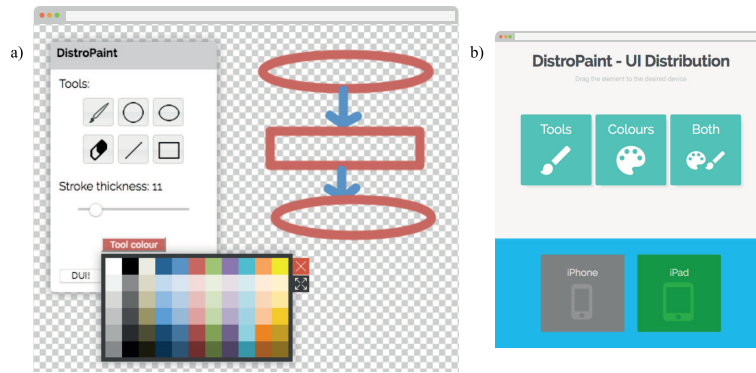 a)
DistroPaint
Tools:
Stroke thickness: 11
Tool colour
DUI!
b)
DistroPaint - UI Distribution
Drag the element to the desired device
Tools Colours Both
iPhone iPad